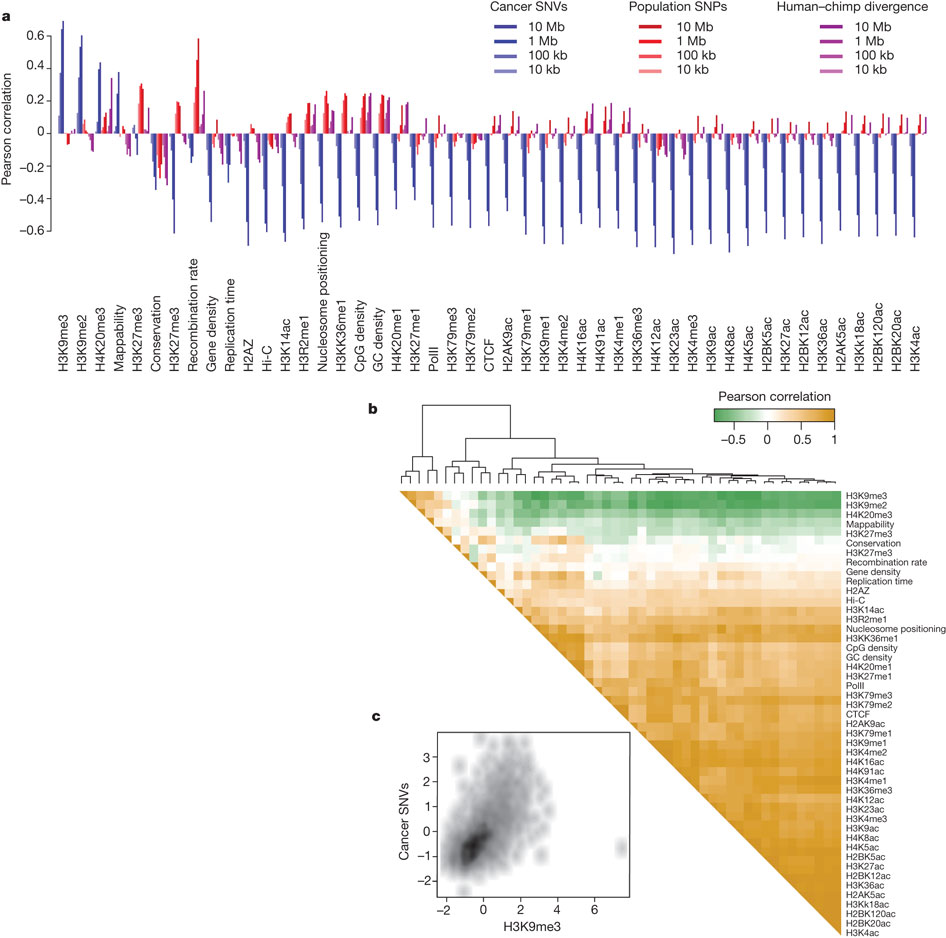 a
Cancer SNVs
10 Mb
1 Mb
100 kb
10 kb
Population SNPs
10 Mb
1 Mb
100 kb
10 kb
Human–chimp divergence
10 Mb
1 Mb
100 kb
10 kb
Pearson correlation
0.6
0.4
0.2
0
−0.2
−0.4
−0.6
H3K9me3
H3K9me2
H4K20me3
Mappability
H3K27me3
Conservation
H3K27me3
Recombination rate
Gene density
Replication time
H2AZ
Hi-C
H3K14ac
H3R2me1
Nucleosome positioning
H3KK36me1
CpG density
GC density
H4K20me1
H3K27me1
PolII
H3K79me3
H3K79me2
CTCF
H2AK9ac
H3K79me1
H3K9me1
H3K4me2
H4K16ac
H4K91ac
H3K4me1
H3K36me3
H4K12ac
H3K23ac
H3K4me3
H3K9ac
H4K8ac
H4K5ac
H2BK5ac
H3K27ac
H2BK12ac
H3K36ac
H2AK5ac
H3Kk18ac
H2BK120ac
H2BK20ac
H3K4ac
b
Pearson correlation
−0.5 0 0.5 1
H3K9me3
H3K9me2
H4K20me3
Mappability
H3K27me3
Conservation
H3K27me3
Recombination rate
Gene density
Replication time
H2AZ
Hi-C
H3K14ac
H3R2me1
Nucleosome positioning
H3KK36me1
CpG density
GC density
H4K20me1
H3K27me1
PolII
H3K79me3
H3K79me2
CTCF
H2AK9ac
H3K79me1
H3K9me1
H3K4me2
H4K16ac
H4K91ac
H3K4me1
H3K36me3
H4K12ac
H3K23ac
H3K4me3
H3K9ac
H4K8ac
H4K5ac
H2BK5ac
H3K27ac
H2BK12ac
H3K36ac
H2AK5ac
H3Kk18ac
H2BK120ac
H2BK20ac
H3K4ac
c
Cancer SNVs
3
2
1
0
−1
−2
−2 0 2 4 6
H3K9me3